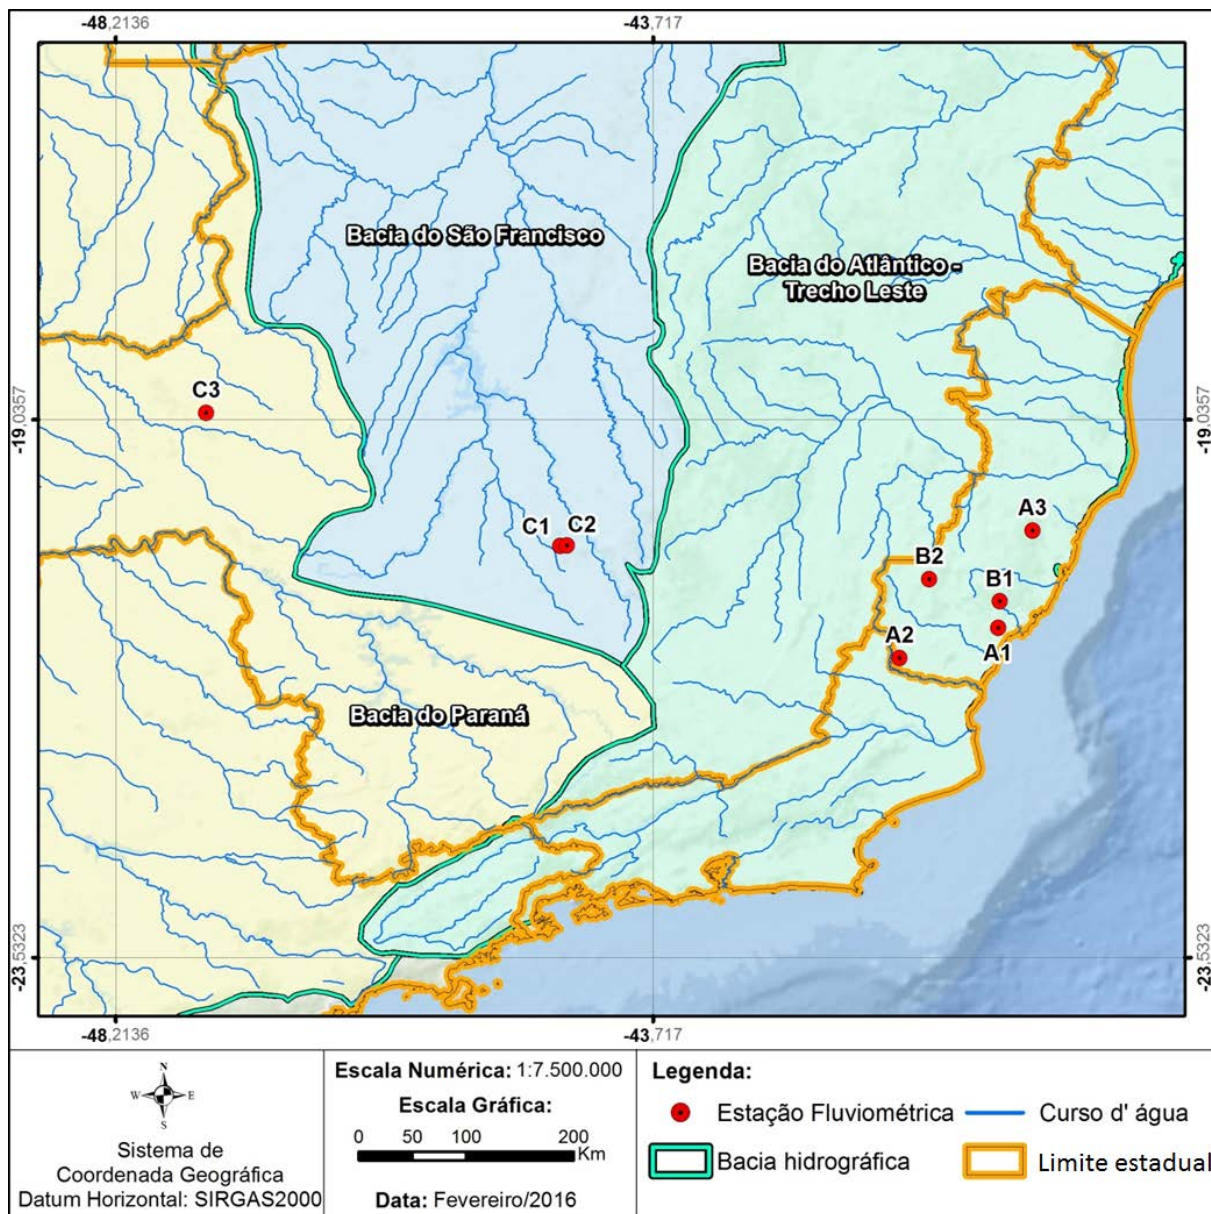 -48,2136
-43,717
Bacia do São Francisco
Bacia do Atlântico -
Trecho Leste
C3
-19,0357
-19,0357
A3
C1
C2
B2
B1
A2
A1
Bacia do Paraná
-23,5323
-23,5323
-48,2136
-43,717
N
W
E
S
Sistema de
Coordenada Geográfica
Datum Horizontal: SIRGAS2000
Escala Numérica: 1:7.500.000
Escala Gráfica:
0 50 100 200
Km
Data: Fevereiro/2016
Legenda:
Estação Fluviométrica
Curso d' água
Bacia hidrográfica
Limite estadual